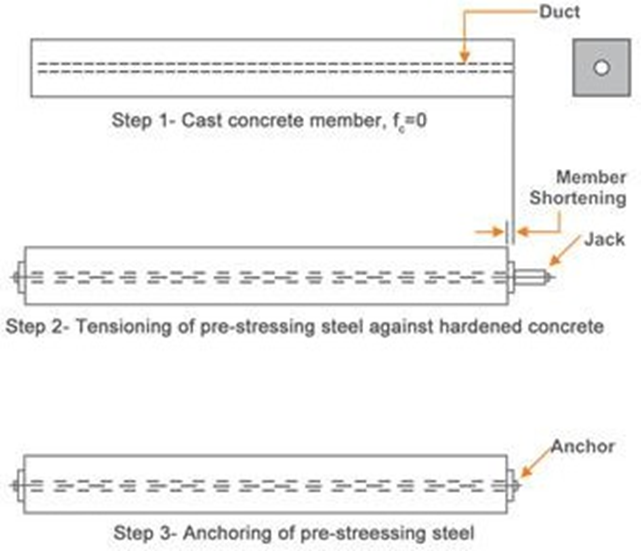 Duct
Step 1- Cast concrete member, fc=0
Member
Shortening
Jack
Step 2- Tensioning of pre-stressing steel against hardened concrete
Anchor
Step 3- Anchoring of pre-streessing steel